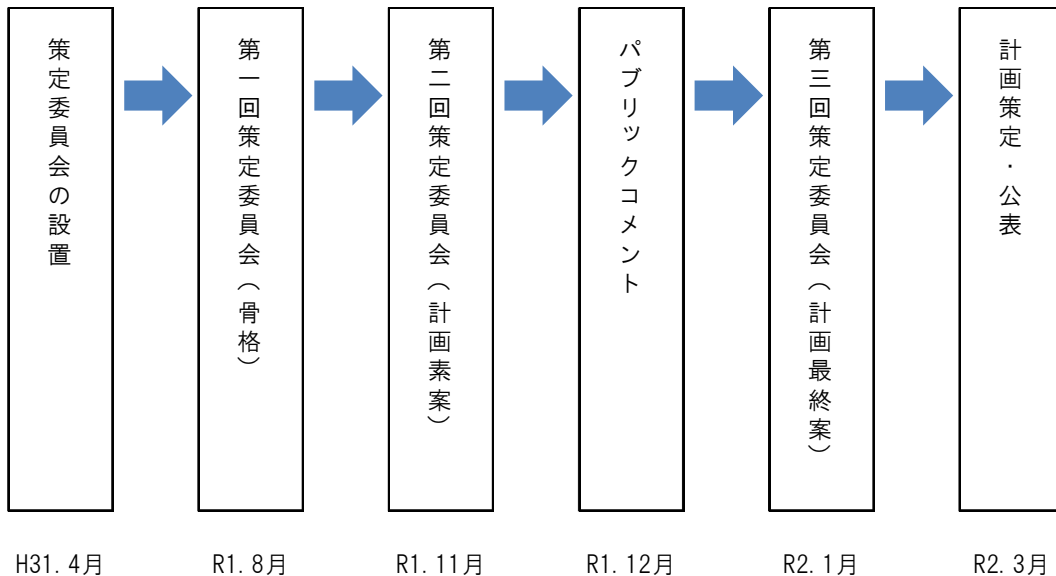 策定委員会の設置
第一回策定委員会（骨格）
第二回策定委員会（計画素案）
パブリックコメント
第三回策定委員会（計画最終案）
計画策定・公表
H31.4月
R1.8月
R1.11月
R1.12月
R2.1月
R2.3月